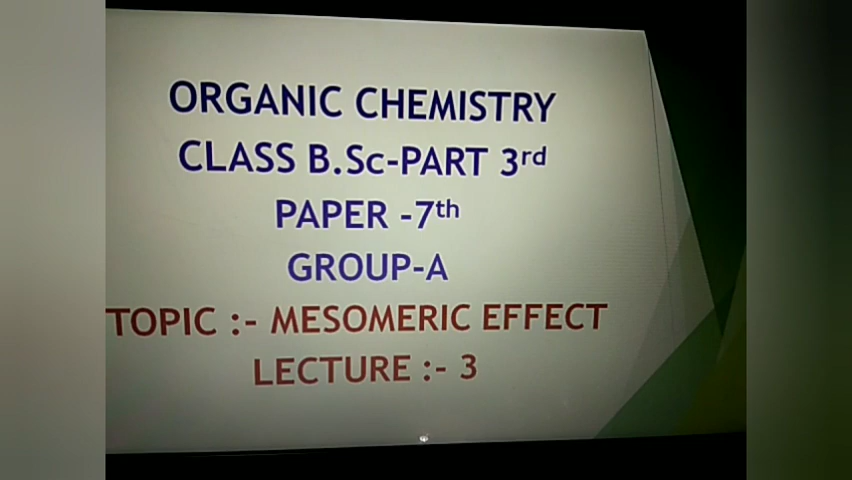 ORGANIC CHEMISTRY
CLASS B.Sc-PART 3rd
PAPER -7th
GROUP-A
TOPIC :- MESOMERIC EFFECT
LECTURE :- 3